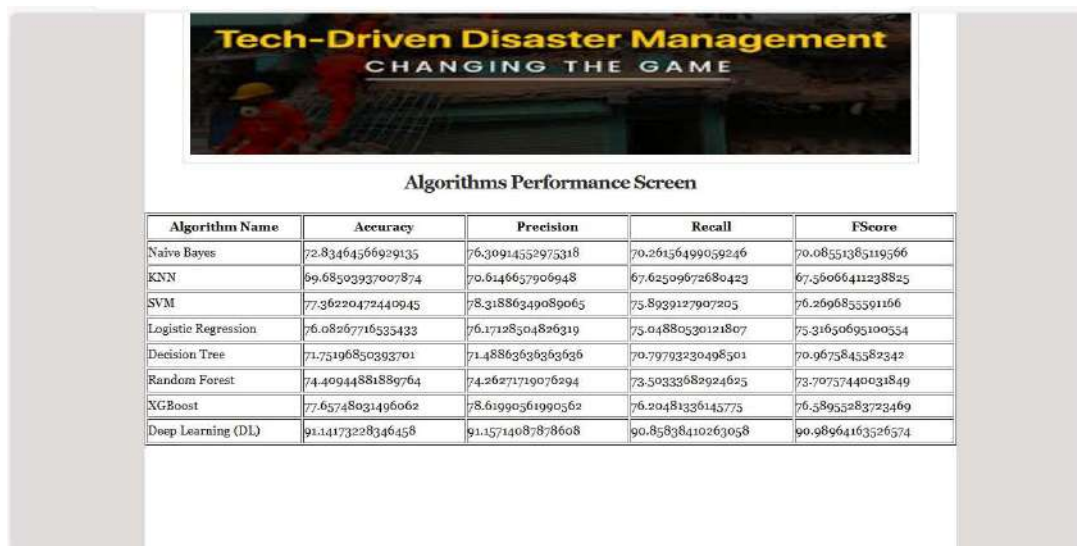 Tech-Driven Disaster Management
CHANGING THE GAME
Algorithms Performance Screen
Algorithm Name Accuracy Precision Recall FScore
Naive Bayes 72.83464566929135 76.30914552975318 70.26156499059246 70.08551385119566
KNN 69.68503937007874 70.6146657906948 67.62509672680423 67.56066411238825
SVM 77.36220472440945 78.31886349089065 75.8939127907205 76.2696855591166
Logistic Regression 76.08267716535433 76.17128504826319 75.04880530121807 75.31650695100554
Decision Tree 71.75196850393701 71.48863636363636 70.79793230498501 70.9675845582342
Random Forest 74.40944881889764 74.26271719076294 73.50333682924625 73.70757440031849
XGBoost 77.65748031496062 78.61990561990562 76.20481336145775 76.58955283723469
Deep Learning (DL) 91.14173228346458 91.15714087878608 90.85838410263058 90.98964163526574